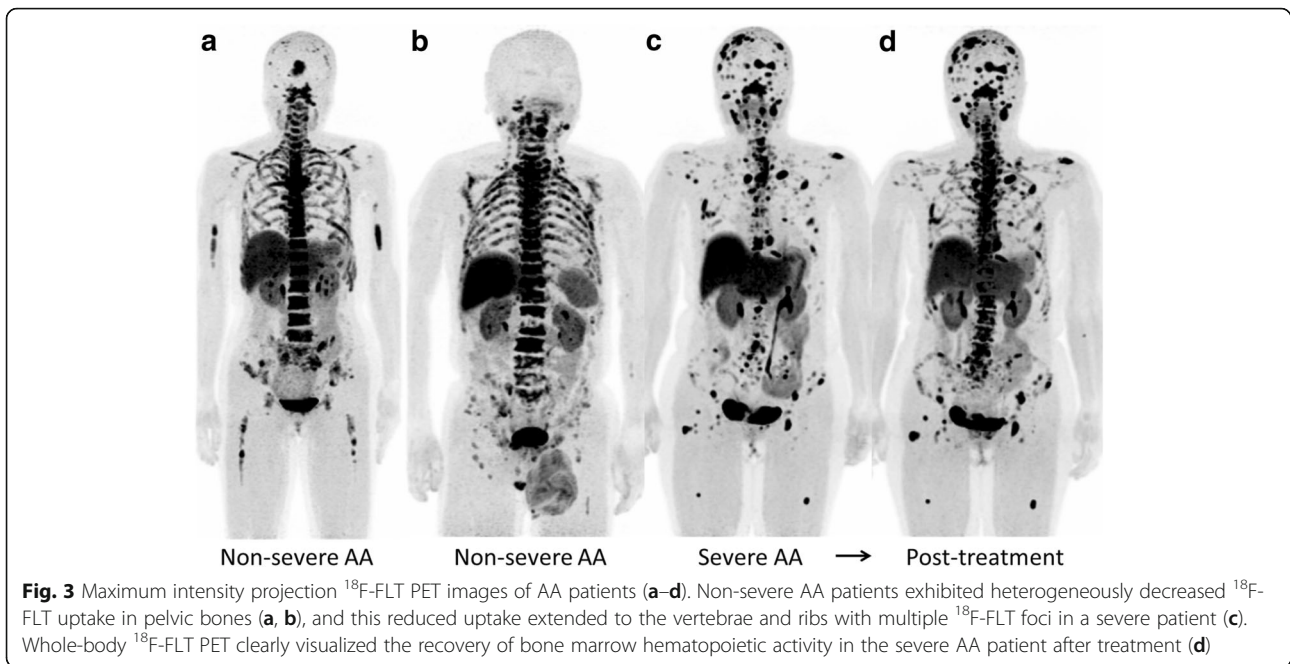 a b c d
Non-severe AA Non-severe AA Severe AA → Post-treatment
Fig. 3 Maximum intensity projection ¹⁸F-FLT PET images of AA patients (a–d). Non-severe AA patients exhibited heterogeneously decreased ¹⁸F-
FLT uptake in pelvic bones (a, b), and this reduced uptake extended to the vertebrae and ribs with multiple ¹⁸F-FLT foci in a severe patient (c).
Whole-body ¹⁸F-FLT PET clearly visualized the recovery of bone marrow hematopoietic activity in the severe AA patient after treatment (d)